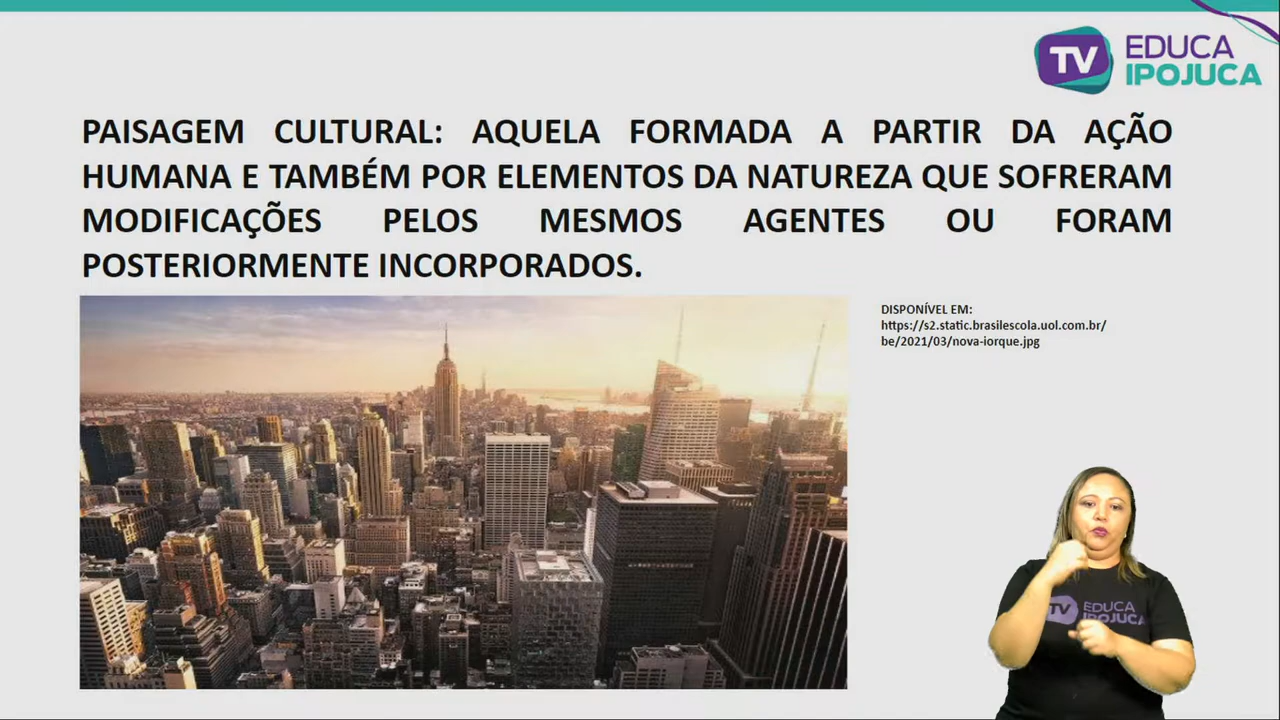 TV EDUCA
IPOJUCA
PAISAGEM CULTURAL: AQUELA FORMADA A PARTIR DA AÇÃO
HUMANA E TAMBÉM POR ELEMENTOS DA NATUREZA QUE SOFRERAM
MODIFICAÇÕES PELOS MESMOS AGENTES OU FORAM
POSTERIORMENTE INCORPORADOS.
DISPONÍVEL EM:
https://s2.static.brasilescola.uol.com.br/
be/2021/03/nova-iorque.jpg
TV EDUCA
IPOJUCA